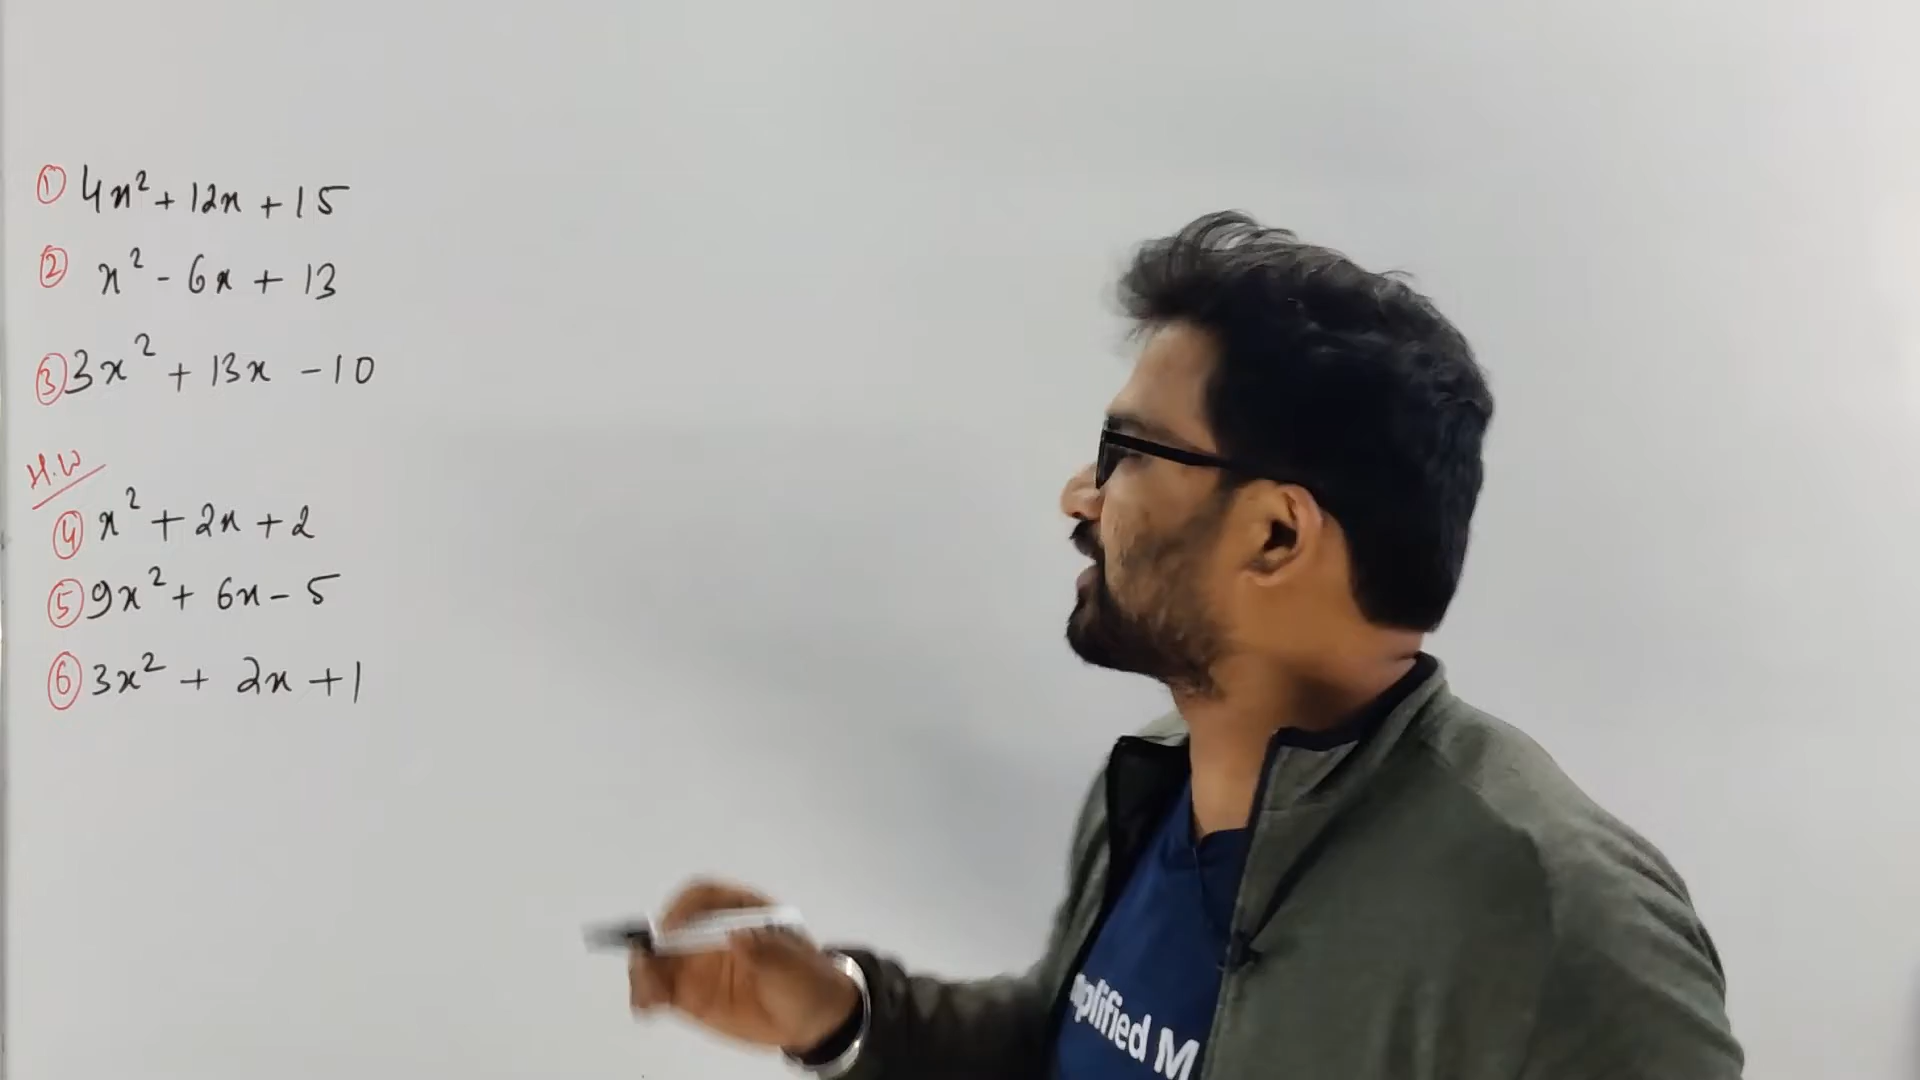 ① 4x² + 12x + 15
② x² - 6x + 13
③ 3x² + 13x - 10
H.W
④ x² + 2x + 2
⑤ 9x² + 6x - 5
⑥ 3x² + 2x + 1
plified M